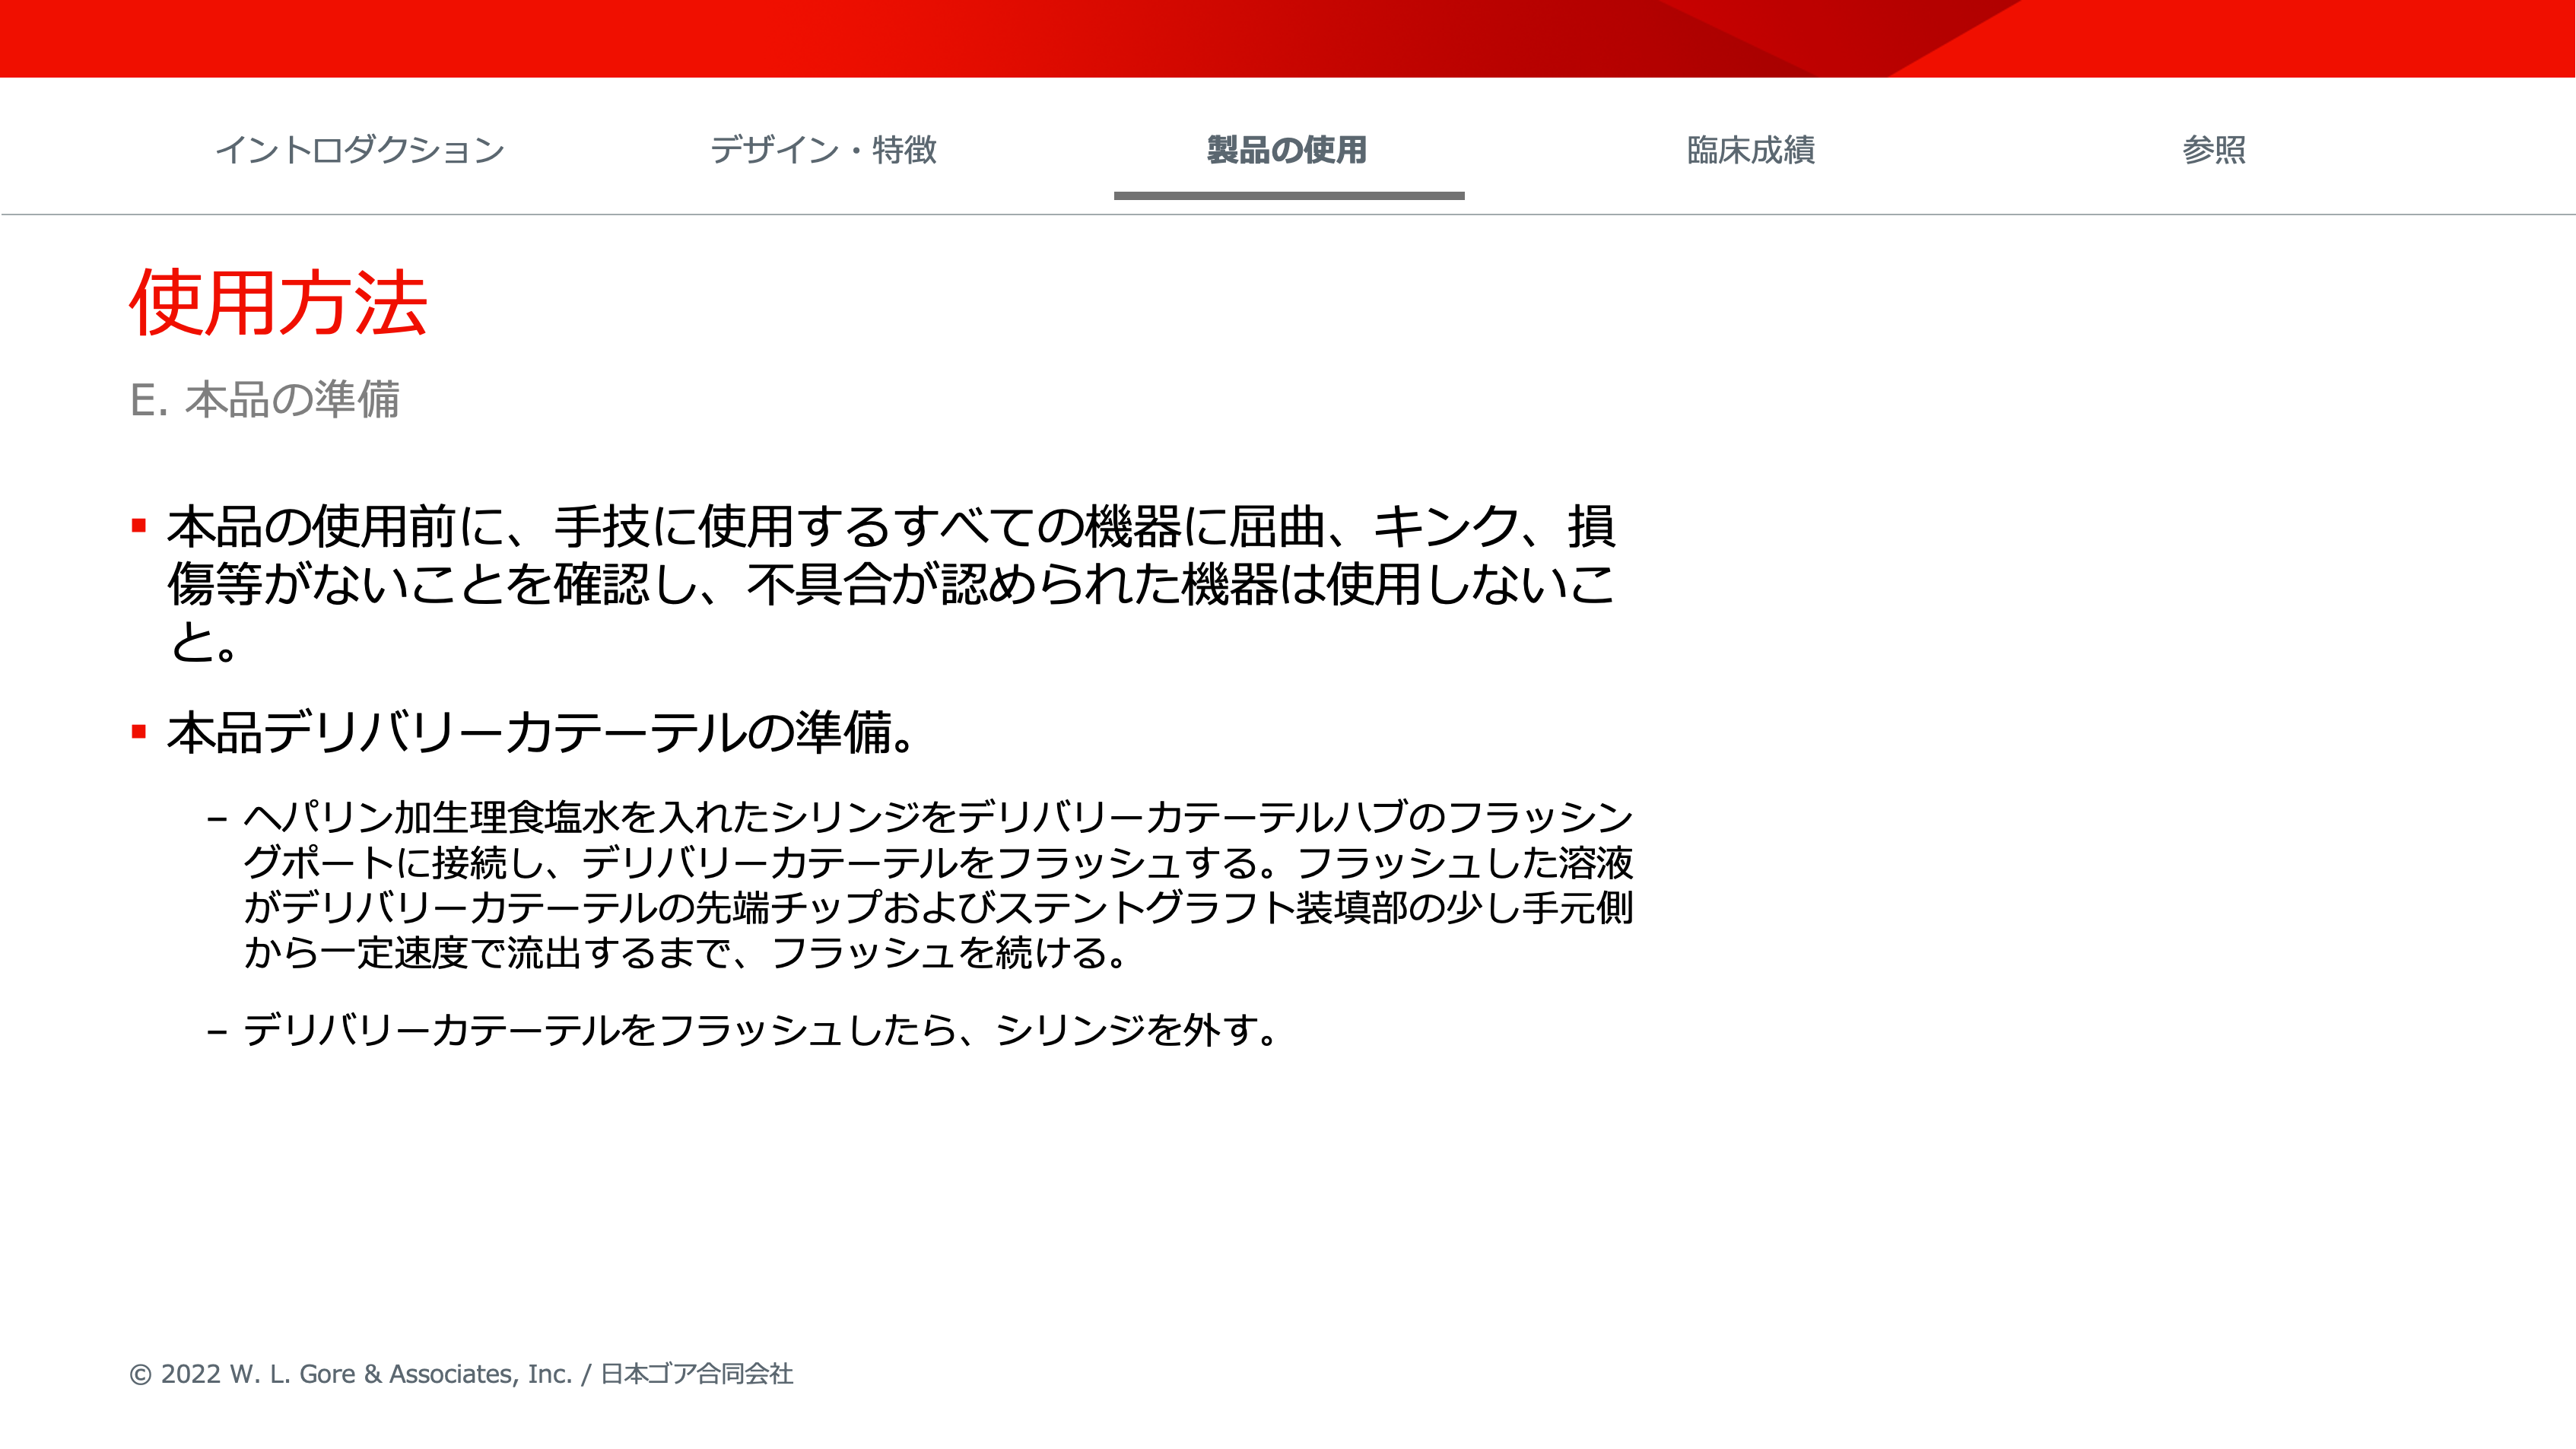 イントロダクション
デザイン・特徴
製品の使用
臨床成績
参照
使用方法
E. 本品の準備
▪ 本品の使用前に、手技に使用するすべての機器に屈曲、キンク、損
傷等がないことを確認し、不具合が認められた機器は使用しないこ
と。
▪ 本品デリバリーカテーテルの準備。
– ヘパリン加生理食塩水を入れたシリンジをデリバリーカテーテルハブのフラッシン
グポートに接続し、デリバリーカテーテルをフラッシュする。フラッシュした溶液
がデリバリーカテーテルの先端チップおよびステントグラフト装填部の少し手元側
から一定速度で流出するまで、フラッシュを続ける。
– デリバリーカテーテルをフラッシュしたら、シリンジを外す。
© 2022 W. L. Gore & Associates, Inc. / 日本ゴア合同会社